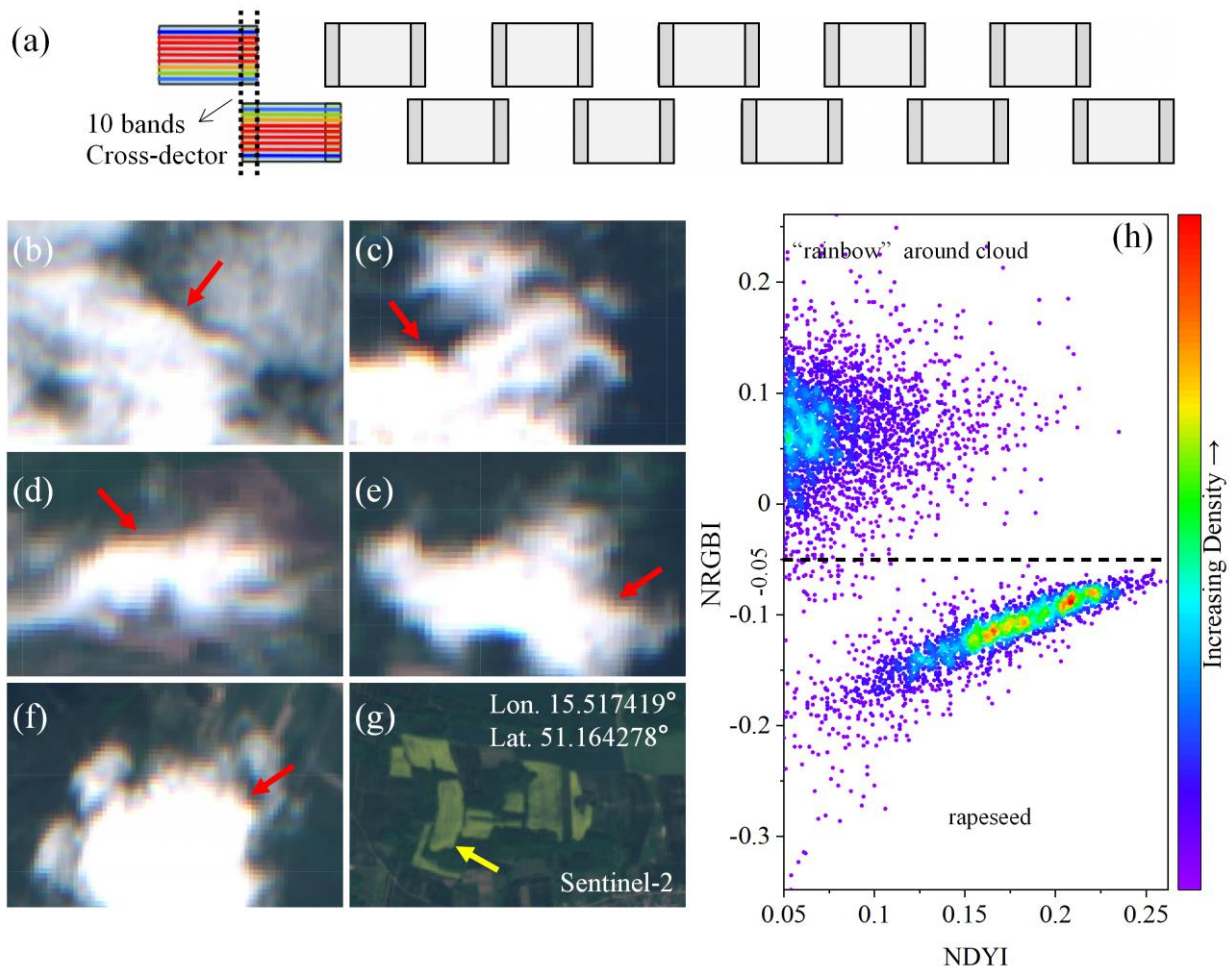 (a)
10 bands
Cross-dector
(b)
(c)
(d)
(e)
(f)
(g)
Lon. 15.517419°
Lat. 51.164278°
Sentinel-2
(h)
“rainbow” around cloud
rapeseed
NRGBI
0.2
0.1
0
-0.05
-0.1
-0.2
-0.3
0.05
0.1
0.15
0.2
0.25
NDYI
Increasing Density →